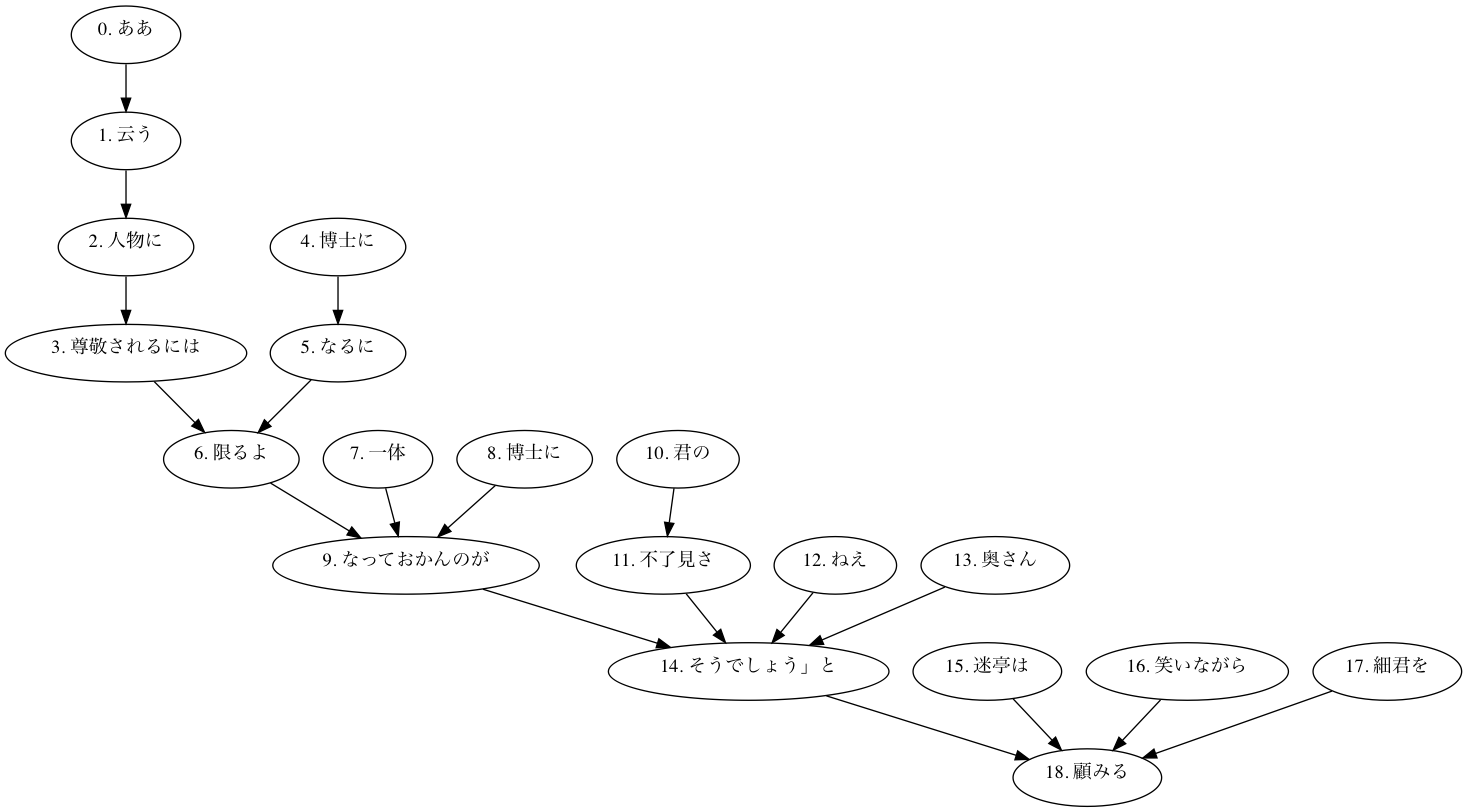 0. ああ
1. 云う
2. 人物に
4. 博士に
3. 尊敬されるには
5. なるに
6. 限るよ
7. 一体
8. 博士に
10. 君の
9. なっておかんのが
11. 不了見さ
12. ねえ
13. 奥さん
14. そうでしょう」と
15. 迷亭は
16. 笑いながら
17. 細君を
18. 顧みる